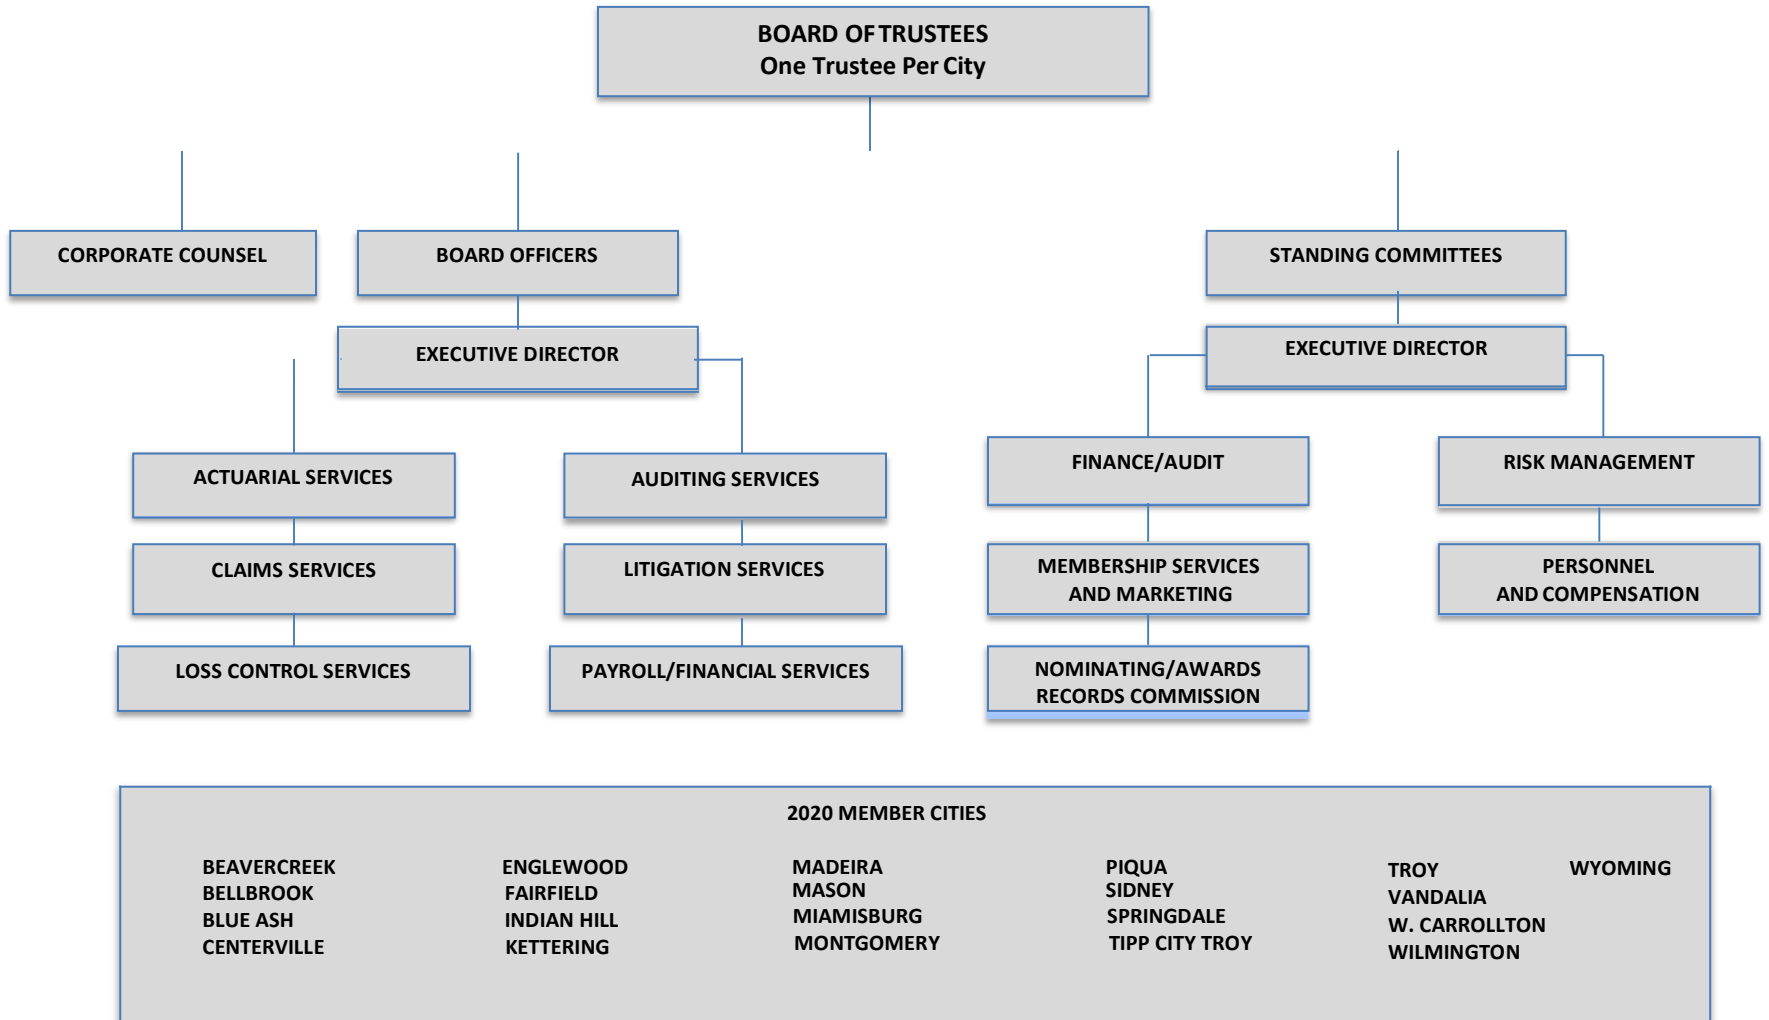 BOARD OF TRUSTEES
One Trustee Per City
CORPORATE COUNSEL
BOARD OFFICERS
STANDING COMMITTEES
EXECUTIVE DIRECTOR
EXECUTIVE DIRECTOR
ACTUARIAL SERVICES
AUDITING SERVICES
FINANCE/AUDIT
RISK MANAGEMENT
CLAIMS SERVICES
LITIGATION SERVICES
MEMBERSHIP SERVICES
AND MARKETING
PERSONNEL
AND COMPENSATION
LOSS CONTROL SERVICES
PAYROLL/FINANCIAL SERVICES
NOMINATING/AWARDS
RECORDS COMMISSION
2020 MEMBER CITIES
BEAVERCREEK
BELLBROOK
BLUE ASH
CENTERVILLE
ENGLEWOOD
FAIRFIELD
INDIAN HILL
KETTERING
MADEIRA
MASON
MIAMISBURG
MONTGOMERY
PIQUA
SIDNEY
SPRINGDALE
TIPP CITY TROY
TROY
VANDALIA
W. CARROLLTON
WILMINGTON
WYOMING